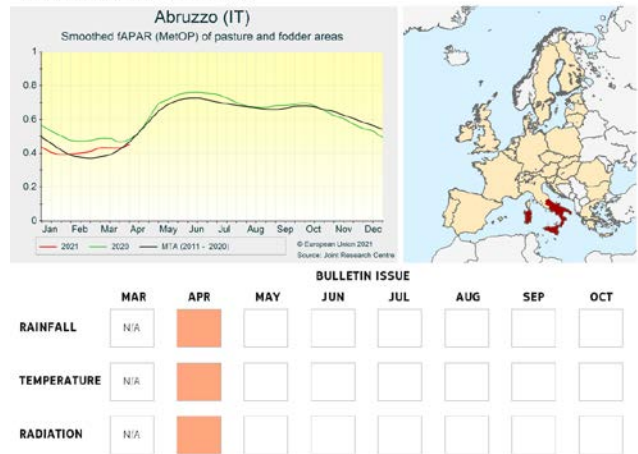 Abruzzo (IT)
Smoothed fAPAR (MetOP) of pasture and fodder areas
1
0.8
0.6
0.4
0.2
0
Jan Feb Mar Apr May Jun Jul Aug Sep Oct Nov Dec
2021 2020 MTA (2011 - 2020)
© European Union 2021
Source: Joint Research Centre
BULLETIN ISSUE
MAR APR MAY JUN JUL AUG SEP OCT
RAINFALL N/A
TEMPERATURE N/A
RADIATION N/A